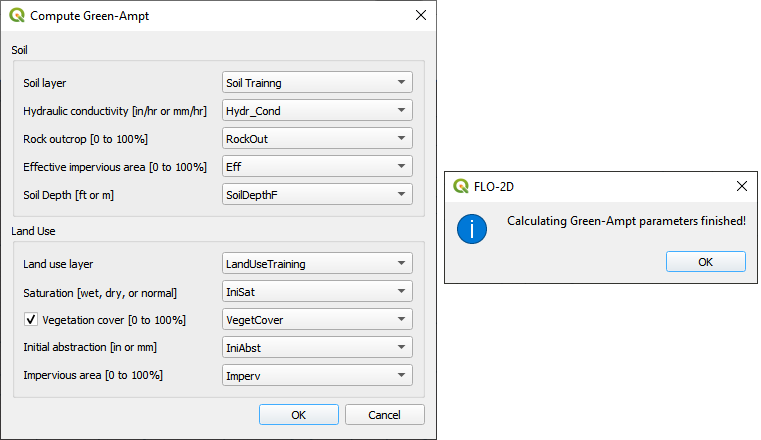 Compute Green-Ampt
Soil
Soil layer Soil Trainng
Hydraulic conductivity [in/hr or mm/hr] Hydr_Cond
Rock outcrop [0 to 100%] RockOut
Effective impervious area [0 to 100%] Eff
Soil Depth [ft or m] SoilDepthF
Land Use
Land use layer LandUseTraining
Saturation [wet, dry, or normal] IniSat
Vegetation cover [0 to 100%] VegetCover
Initial abstraction [in or mm] IniAbst
Impervious area [0 to 100%] Imperv
OK Cancel
FLO-2D
Calculating Green-Ampt parameters finished!
OK